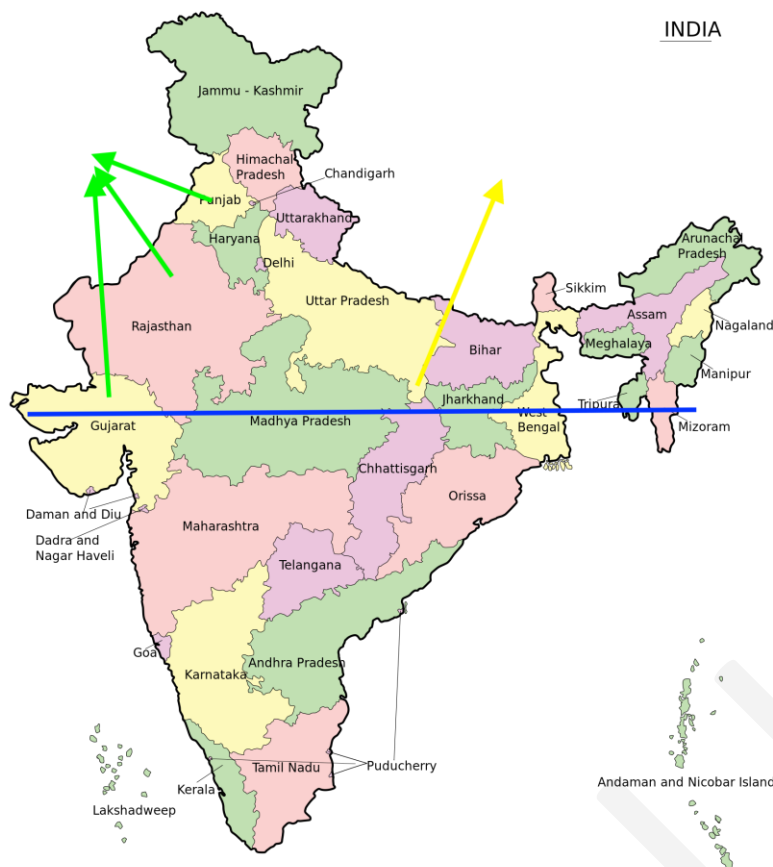 INDIA
Jammu - Kashmir
Himachal
Pradesh
Chandigarh
Punjab
Uttarakhand
Haryana
Delhi
Arunachal
Pradesh
Sikkim
Uttar Pradesh
Rajasthan
Assam
Nagaland
Bihar
Meghalaya
Manipur
Jharkhand
Tripura
Gujarat
Madhya Pradesh
West
Bengal
Mizoram
Chhattisgarh
Orissa
Daman and Diu
Maharashtra
Dadra and
Nagar Haveli
Telangana
Goa
Andhra Pradesh
Karnataka
Tamil Nadu
Puducherry
Andaman and Nicobar Island
Kerala
Lakshadweep